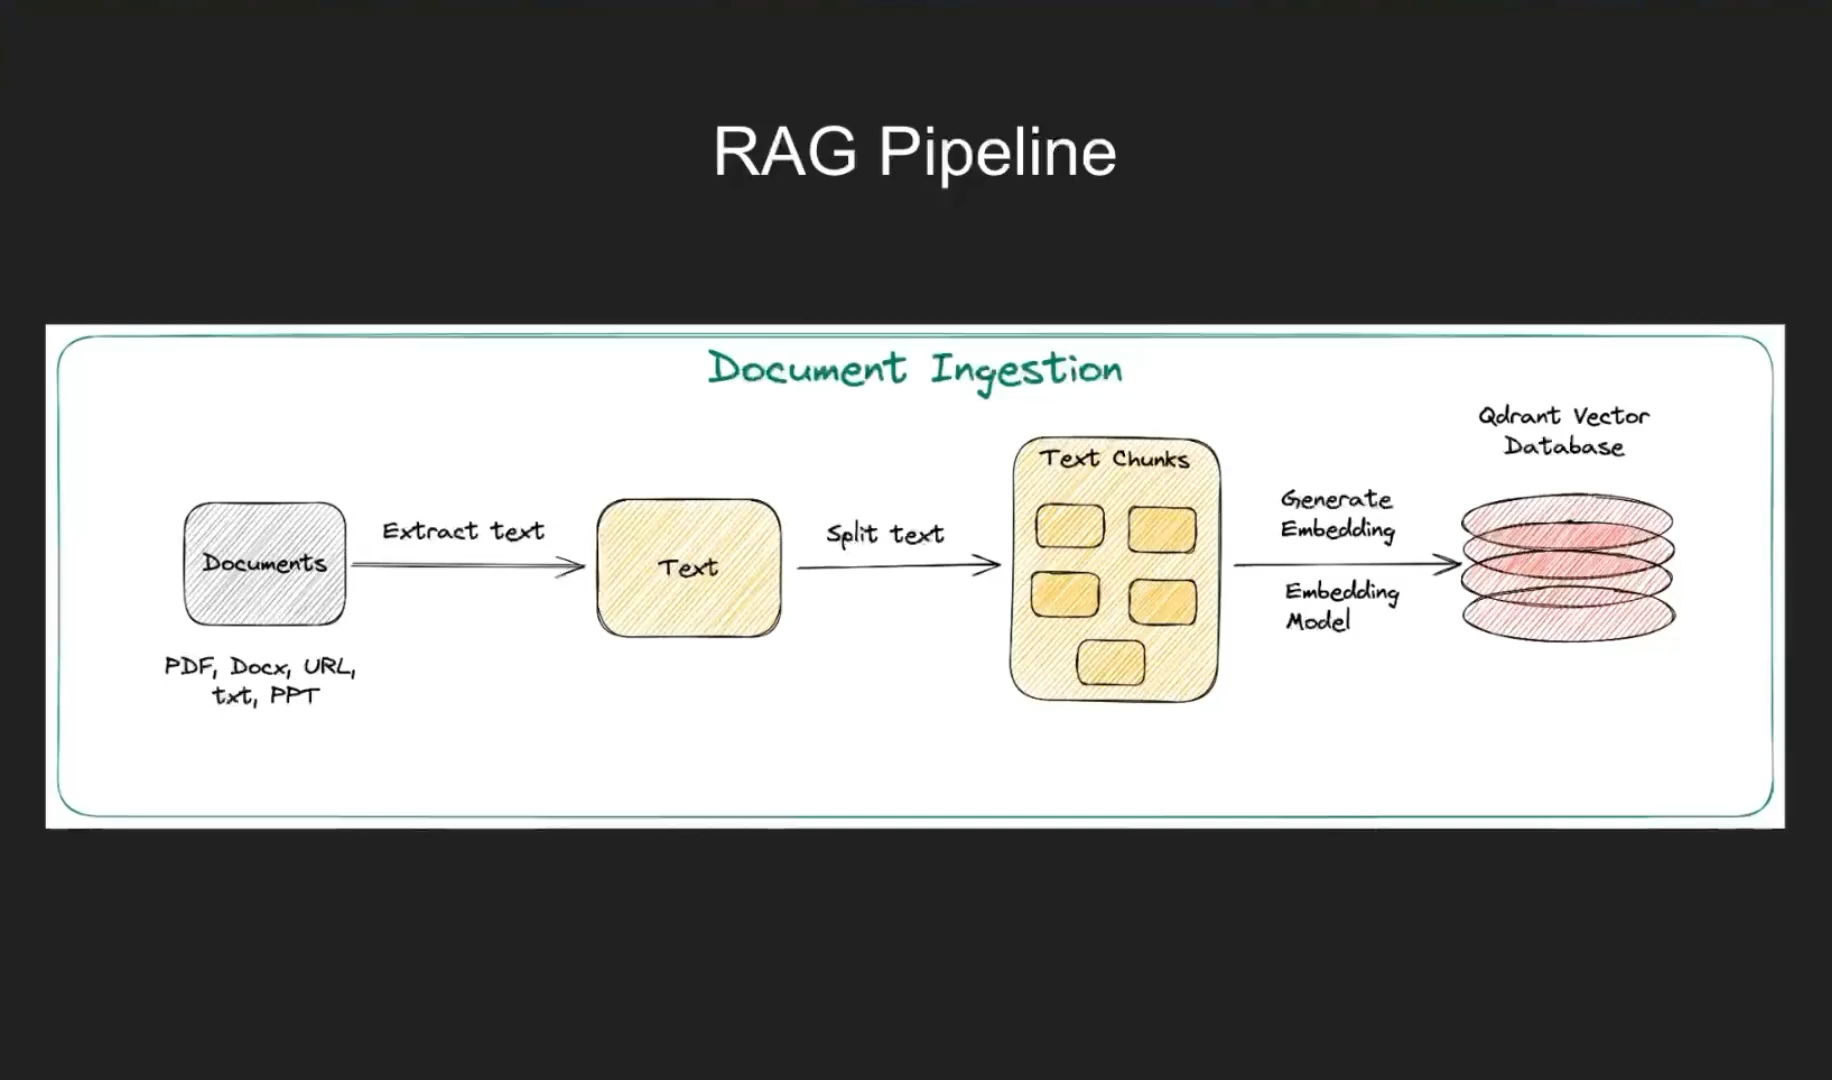 RAG Pipeline
Document Ingestion
Qdrant Vector
Database
Documents
PDF, Docx, URL,
txt, PPT
Extract text
Text
Split text
Text Chunks
Generate
Embedding
Embedding
Model